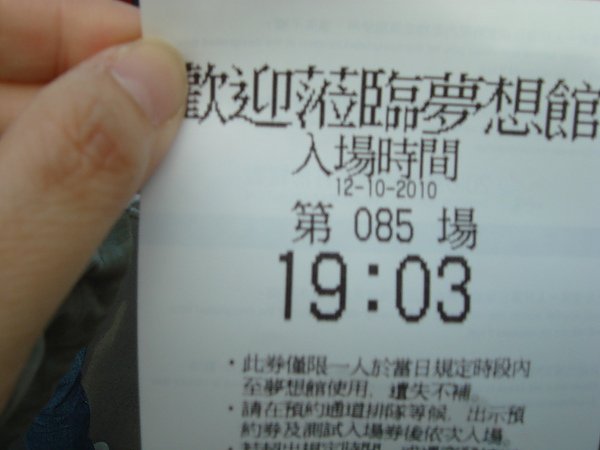 歡迎蒞臨夢想館
入場時間
12-10-2010
第 085 場
19:03
・此券僅限一人於當日規定時段內
至夢想館使用，遺失不補。
・請在預約通道排隊等候，出示預
約券及測試入場券後依次入場。